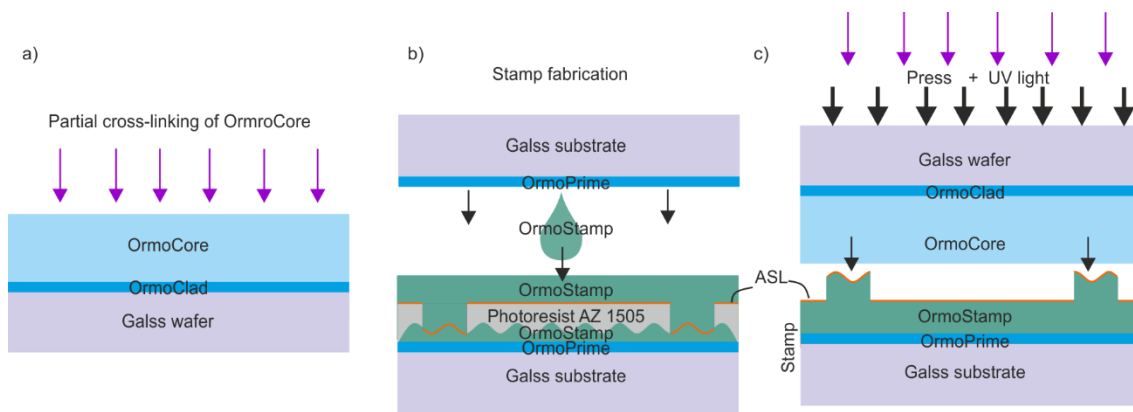 a)
Partial cross-linking of OrmroCore
OrmoCore
OrmoClad
Galss wafer
b)
Stamp fabrication
Galss substrate
OrmoPrime
OrmoStamp
OrmoStamp
ASL
Photoresist AZ 1505
OrmoStamp
OrmoPrime
Galss substrate
c)
Press + UV light
Galss wafer
OrmoClad
OrmoCore
OrmoStamp
OrmoPrime
Galss substrate
Stamp